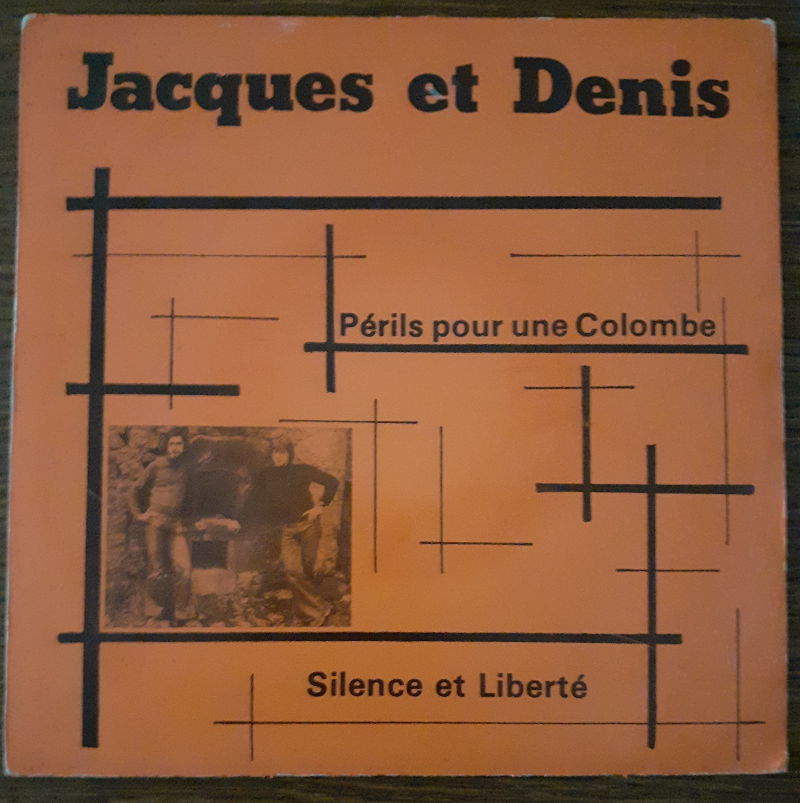 Jacques et Denis
Périls pour une Colombe
Silence et Liberté